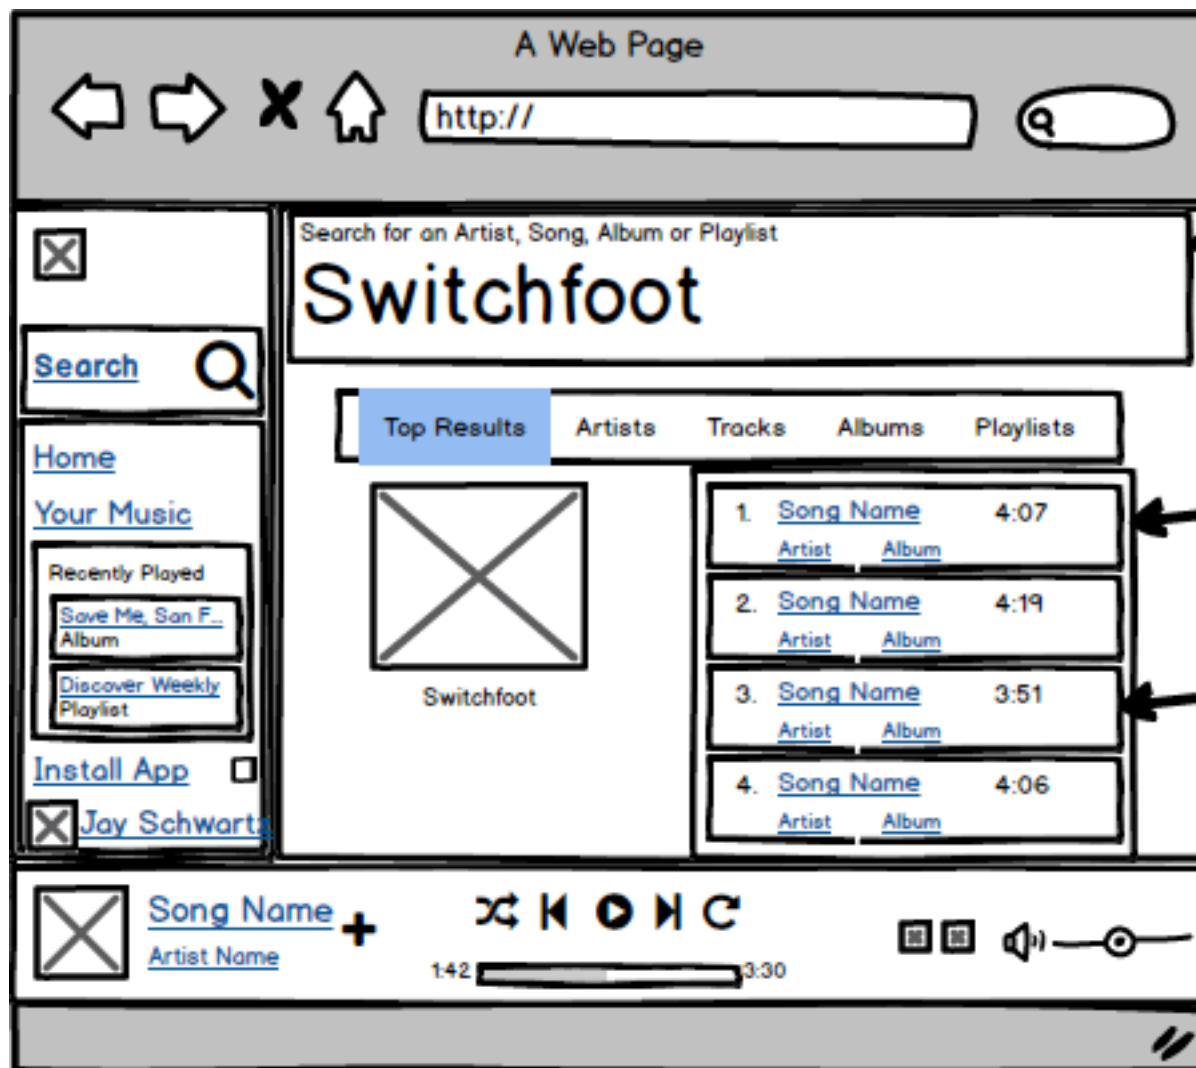 A Web Page
http://
Search for an Artist, Song, Album or Playlist
Switchfoot
Search
Home
Your Music
Recently Played
Save Me, San F...
Album
Discover Weekly
Playlist
Install App
Jay Schwartz
Top Results Artists Tracks Albums Playlists
Switchfoot
1. Song Name 4:07
Artist Album
2. Song Name 4:19
Artist Album
3. Song Name 3:51
Artist Album
4. Song Name 4:06
Artist Album
Song Name
Artist Name
1:42 3:30